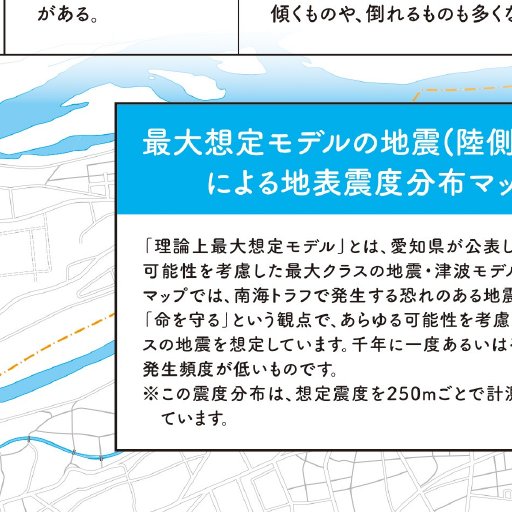 がある。
傾くものや、倒れるものも多くな
最大想定モデルの地震(陸側
による地表震度分布マッ
「理論上最大想定モデル」とは、愛知県が公表し
可能性を考慮した最大クラスの地震・津波モデル
マップでは、南海トラフで発生する恐れのある地震
「命を守る」という観点で、あらゆる可能性を考慮
スの地震を想定しています。千年に一度あるいはそ
発生頻度が低いものです。
※この震度分布は、想定震度を250mごとで計測
ています。